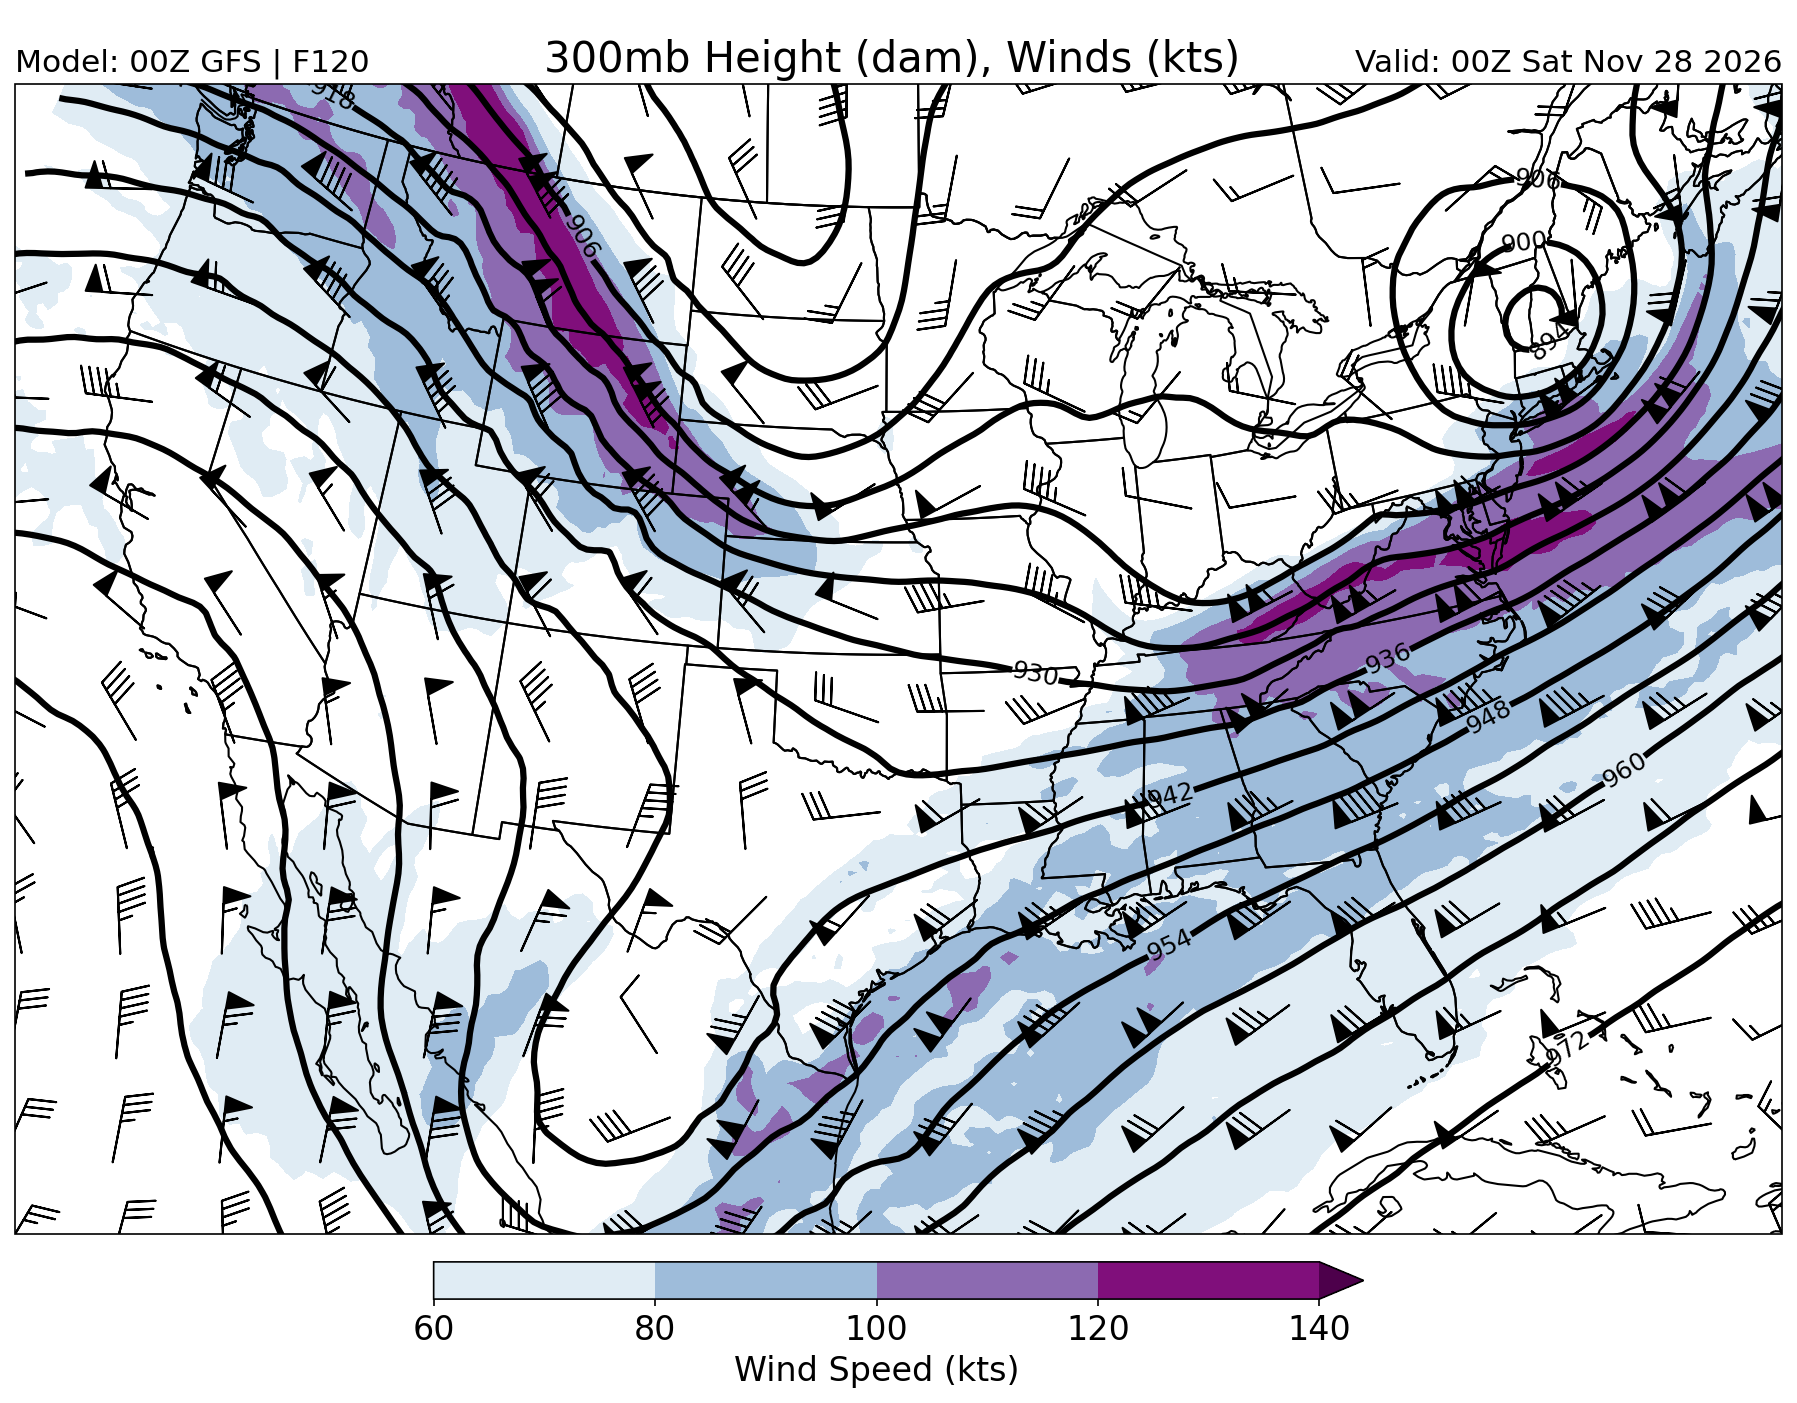 Model: 00Z GFS | F120
300mb Height (dam), Winds (kts)
Valid: 00Z Sat Nov 28 2026
918
906
906
900
894
930
936
948
942
960
954
972
60 80 100 120 140
Wind Speed (kts)